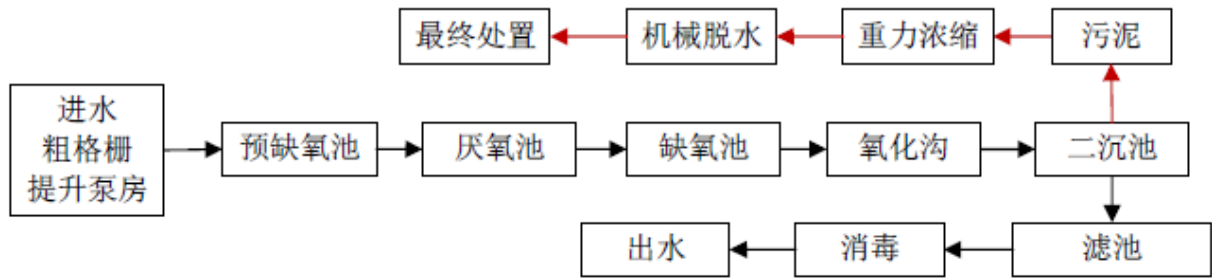 最终处置
机械脱水
重力浓缩
污泥
进水
粗格栅
提升泵房
预缺氧池
厌氧池
缺氧池
氧化沟
二沉池
出水
消毒
滤池